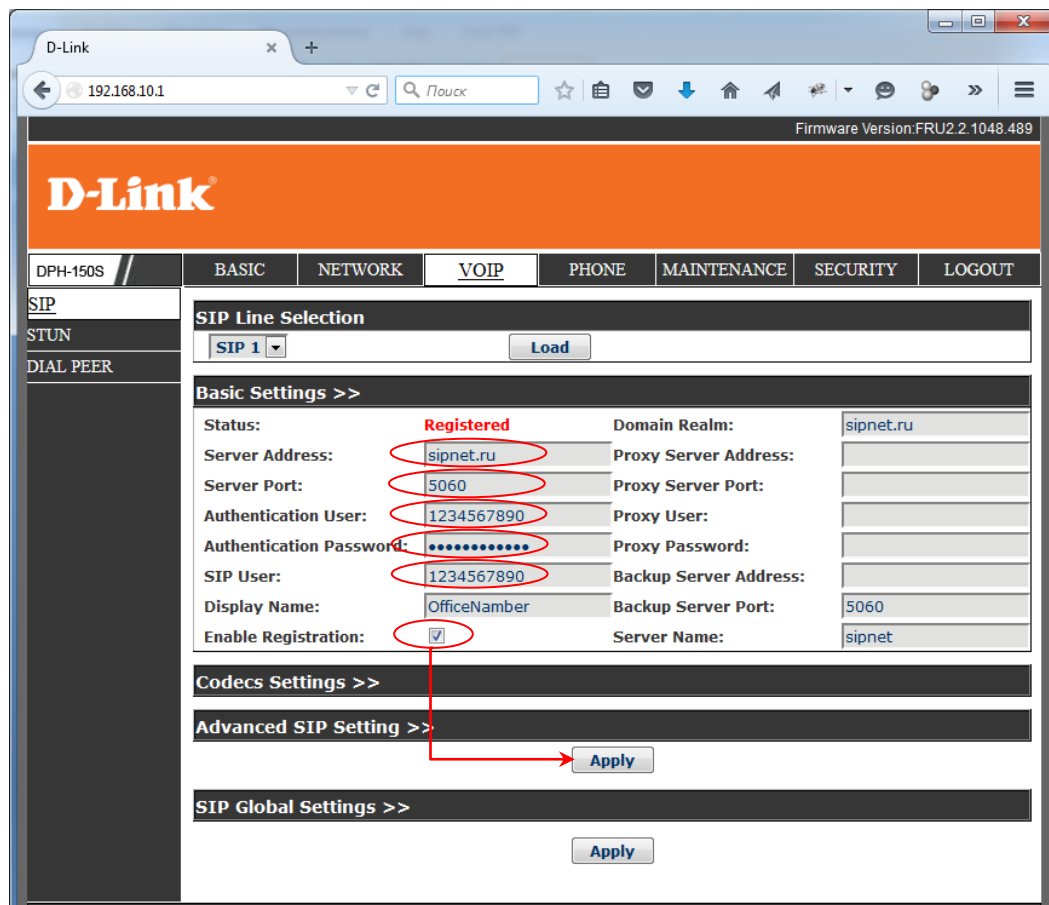 D-Link
192.168.10.1
Поиск
Firmware Version:FRU2.2.1048.489
D-Link®
DPH-150S
BASIC NETWORK VOIP PHONE MAINTENANCE SECURITY LOGOUT
SIP
STUN
DIAL PEER
SIP Line Selection
SIP 1 Load
Basic Settings >>
Status: Registered Domain Realm: sipnet.ru
Server Address: sipnet.ru Proxy Server Address:
Server Port: 5060 Proxy Server Port:
Authentication User: 1234567890 Proxy User:
Authentication Password: •••••••••••• Proxy Password:
SIP User: 1234567890 Backup Server Address:
Display Name: OfficeNamber Backup Server Port: 5060
Enable Registration: Server Name: sipnet
Codecs Settings >>
Advanced SIP Setting >>
Apply
SIP Global Settings >>
Apply